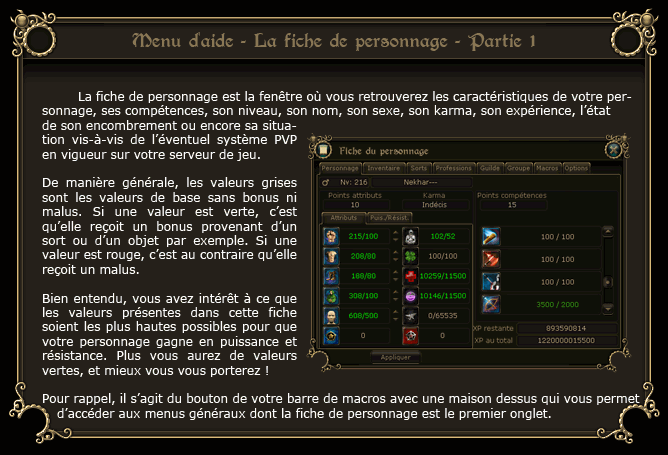 Menu d'aide - La fiche de personnage - Partie 1
La fiche de personnage est la fenêtre où vous retrouverez les caractéristiques de votre per-
sonnage, ses compétences, son niveau, son nom, son sexe, son karma, son expérience, l'état
de son encombrement ou encore sa situa-
tion vis-à-vis de l'éventuel système PVP
en vigueur sur votre serveur de jeu.
De manière générale, les valeurs grises
sont les valeurs de base sans bonus ni
malus. Si une valeur est verte, c'est
qu'elle reçoit un bonus provenant d'un
sort ou d'un objet par exemple. Si une
valeur est rouge, c'est au contraire qu'elle
reçoit un malus.
Bien entendu, vous avez intérêt à ce que
les valeurs présentes dans cette fiche
soient les plus hautes possibles pour que
votre personnage gagne en puissance et
résistance. Plus vous aurez de valeurs
vertes, et mieux vous vous porterez !
Fiche du personnage
Personnage Inventaire Sorts Professions Guilde Groupe Macros Options
Nv: 216 Nekhar---
Points attributs Karma Points compétences
10 Indécis 15
Attributs Puis./Résist.
215/100 102/52 100 / 100
208/80 100/100 100 / 100
180/80 10259/11500 100 / 100
308/100 10146/11500 3500 / 2000
600/500 0/65535
0 0
XP restante 893590814
XP au total 1220000015500
Appliquer
Pour rappel, il s'agit du bouton de votre barre de macros avec une maison dessus qui vous permet
d'accéder aux menus généraux dont la fiche de personnage est le premier onglet.